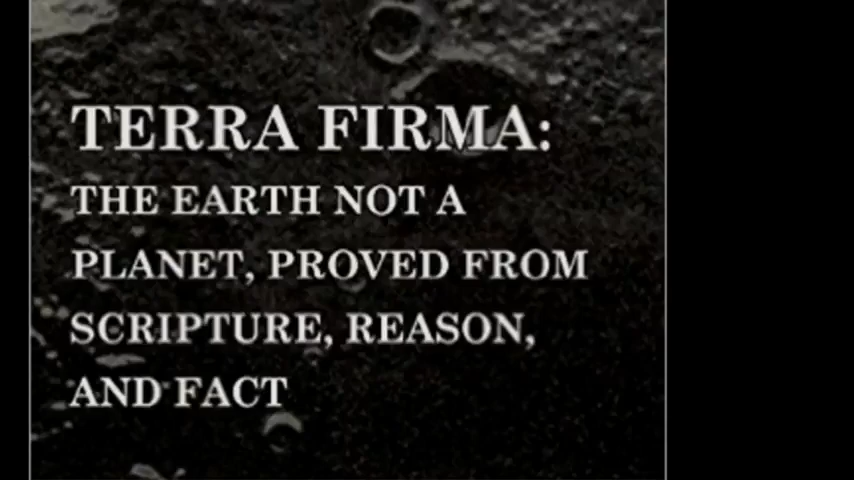 TERRA FIRMA:
THE EARTH NOT A
PLANET, PROVED FROM
SCRIPTURE, REASON,
AND FACT